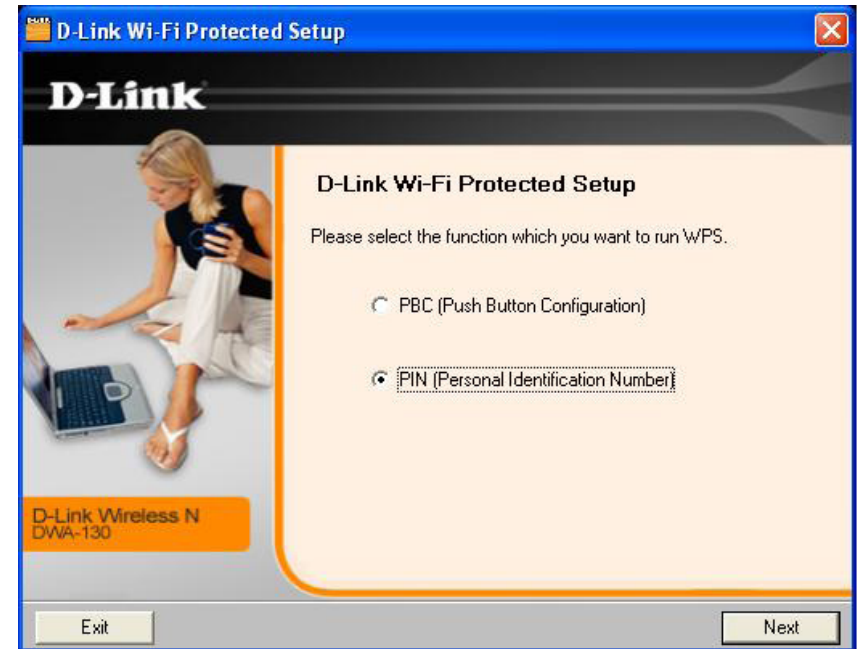 D-Link Wi-Fi Protected Setup
D-Link
D-Link Wi-Fi Protected Setup
Please select the function which you want to run WPS.
PBC (Push Button Configuration)
PIN (Personal Identification Number)
D-Link Wireless N
DWA-130
Exit
Next